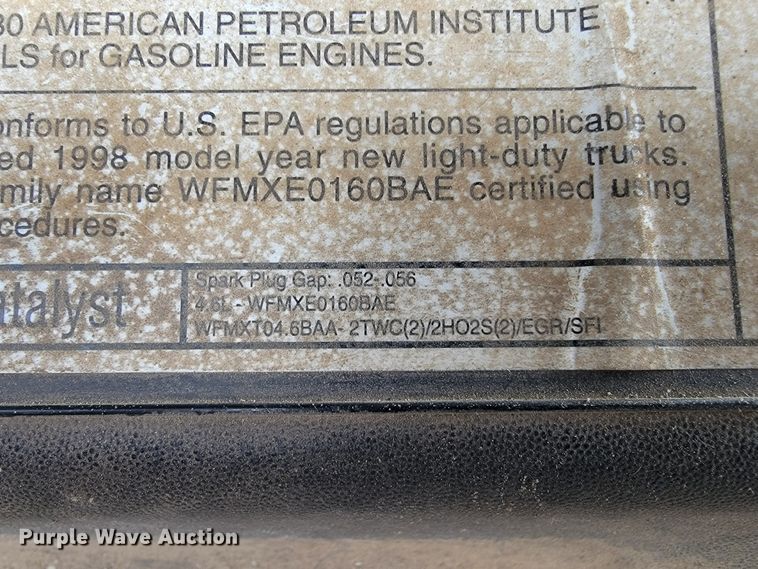 30 AMERICAN PETROLEUM INSTITUTE
LS for GASOLINE ENGINES.
onforms to U.S. EPA regulations applicable to
ed 1998 model year new light-duty trucks.
mily name WFMXE0160BAE certified using
cedures.
talyst
Spark Plug Gap: .052-.056
4.6L - WFMXE0160BAE
WFMXT04.6BAA- 2TWC(2)/2HO2S(2)/EGR/SFI
Purple Wave Auction